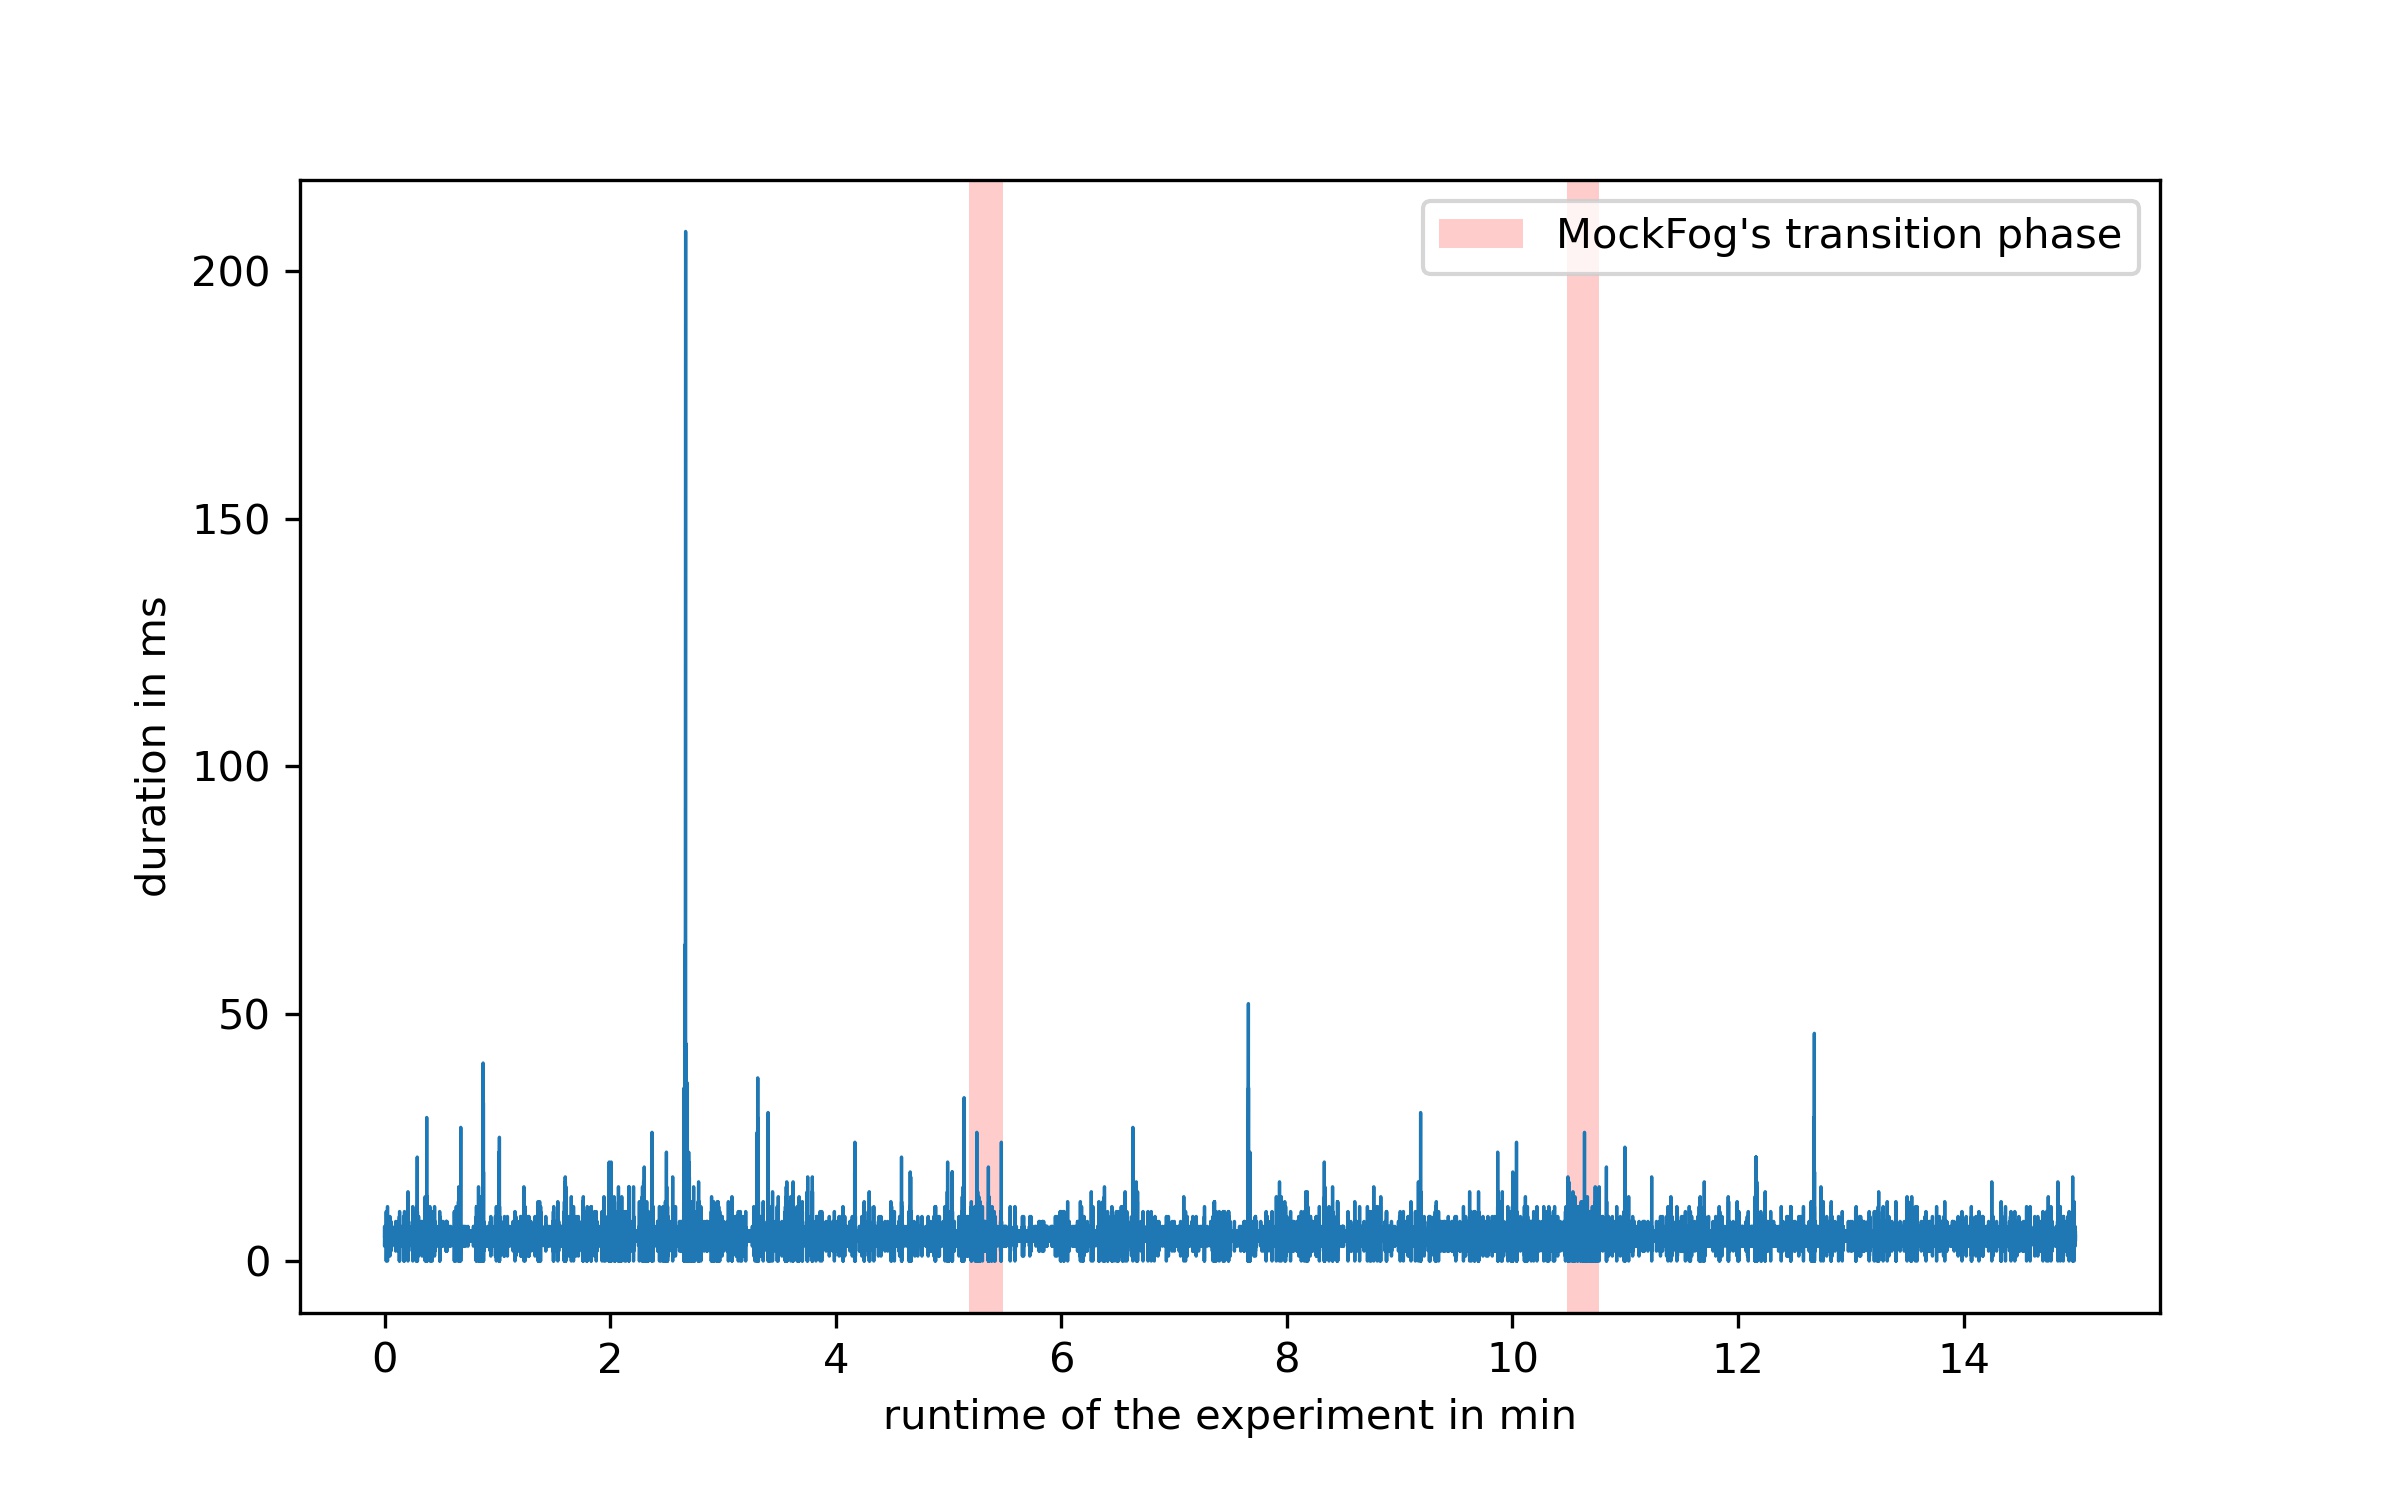 MockFog's transition phase
200
150
100
50
0
duration in ms
0 2 4 6 8 10 12 14
runtime of the experiment in min